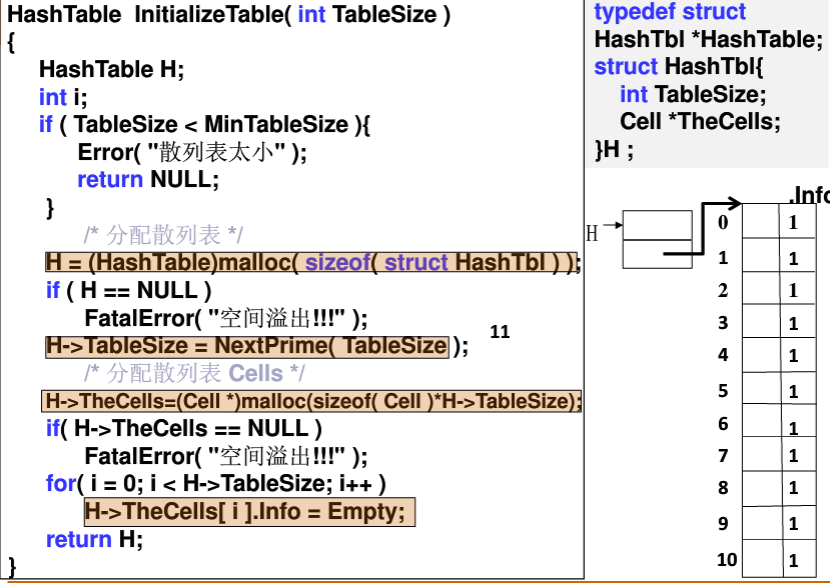 HashTable InitializeTable( int TableSize )
{
HashTable H;
int i;
if ( TableSize < MinTableSize ){
Error( "散列表太小" );
return NULL;
}
/* 分配散列表 */
H = (HashTable)malloc( sizeof( struct HashTbl ) );
if ( H == NULL )
FatalError( "空间溢出!!!" );
H->TableSize = NextPrime( TableSize );
11
/* 分配散列表 Cells */
H->TheCells=(Cell *)malloc(sizeof( Cell )*H->TableSize);
if( H->TheCells == NULL )
FatalError( "空间溢出!!!" );
for( i = 0; i < H->TableSize; i++ )
H->TheCells[ i ].Info = Empty;
return H;
}
typedef struct
HashTbl *HashTable;
struct HashTbl{
int TableSize;
Cell *TheCells;
}H ;
.Info
H
0 1
1 1
2 1
3 1
4 1
5 1
6 1
7 1
8 1
9 1
10 1